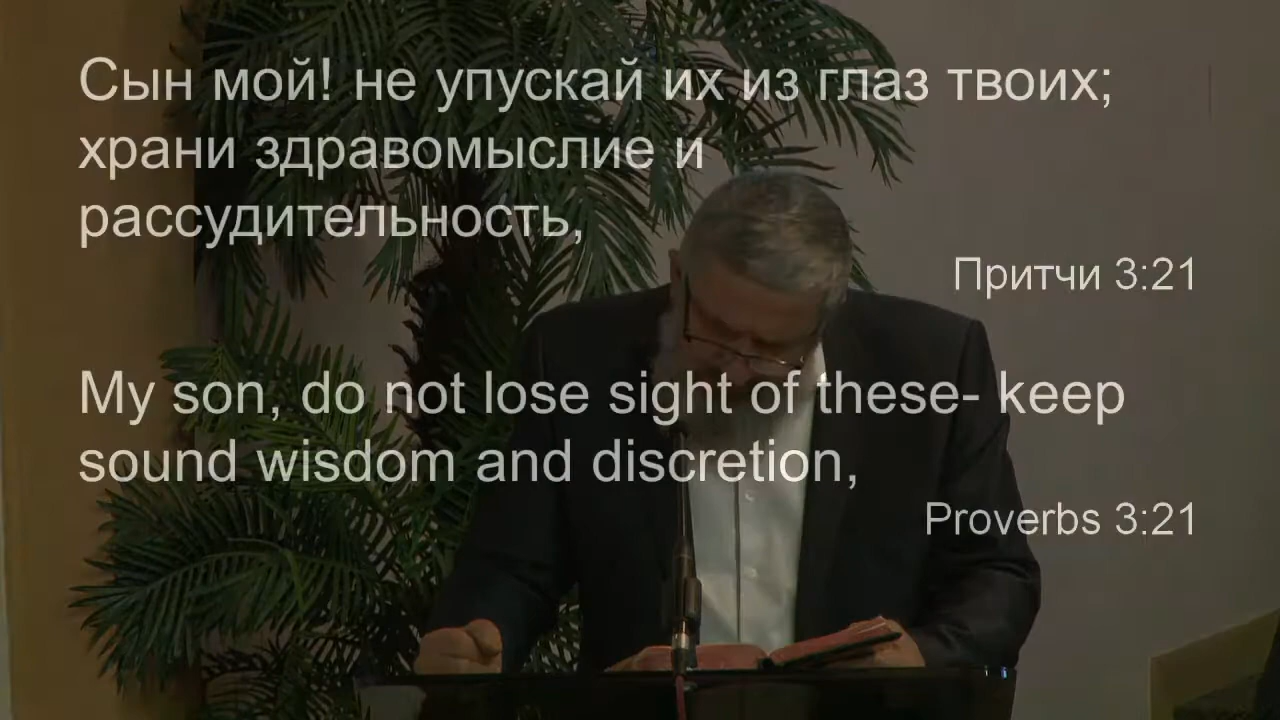 Сын мой! не упускай их из глаз твоих;
храни здравомыслие и
рассудительность,
Притчи 3:21
My son, do not lose sight of these- keep
sound wisdom and discretion,
Proverbs 3:21